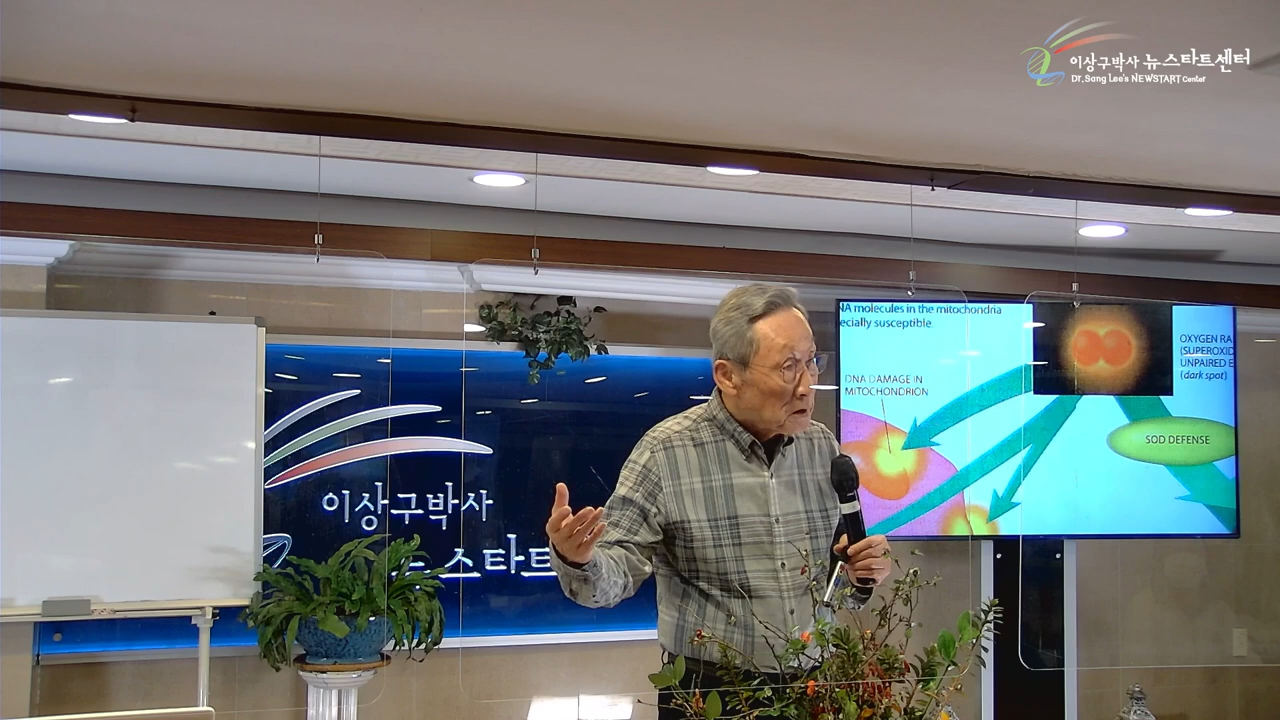 이상구박사 뉴스타트센터
Dr. Sang Lee's NEWSTART Center
NA molecules in the mitochondria
ecially susceptible
DNA DAMAGE IN
MITOCHONDRION
OXYGEN RA
(SUPEROXID
UNPAIRED E
(dark spot)
SOD DEFENSE
이상구박사
스타트